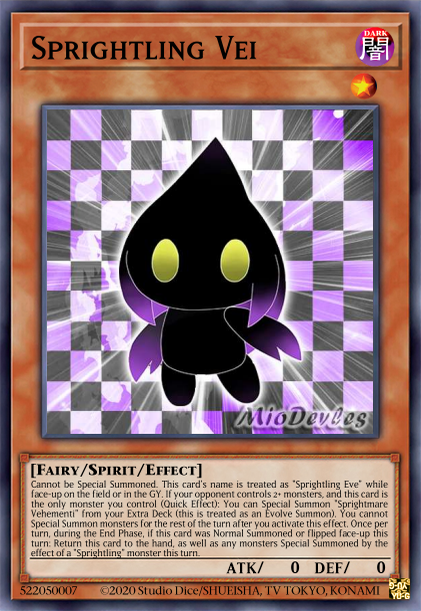 Sprightling Vei
DARK
闇
MioDevles
[Fairy/Spirit/Effect]
Cannot be Special Summoned. This card's name is treated as "Sprightling Eve" while
face-up on the field or in the GY. If your opponent controls 2+ monsters, and this card is
the only monster you control (Quick Effect): You can Special Summon "Sprightmare
Vehementi" from your Extra Deck (this is treated as an Evolve Summon). You cannot
Special Summon monsters for the rest of the turn after you activate this effect. Once per
turn, during the End Phase, if this card was Normal Summoned or flipped face-up this
turn: Return this card to the hand, as well as any monsters Special Summoned by the
effect of a "Sprightling" monster this turn.
ATK/ 0 DEF/ 0
522050007 ©2020 Studio Dice/SHUEISHA, TV TOKYO, KONAMI